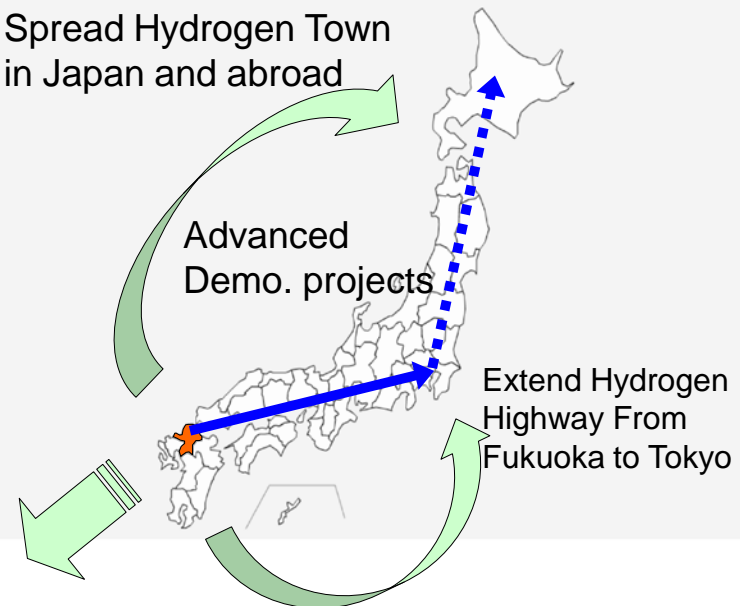 Spread Hydrogen Town
in Japan and abroad
Advanced
Demo. projects
Extend Hydrogen
Highway From
Fukuoka to Tokyo